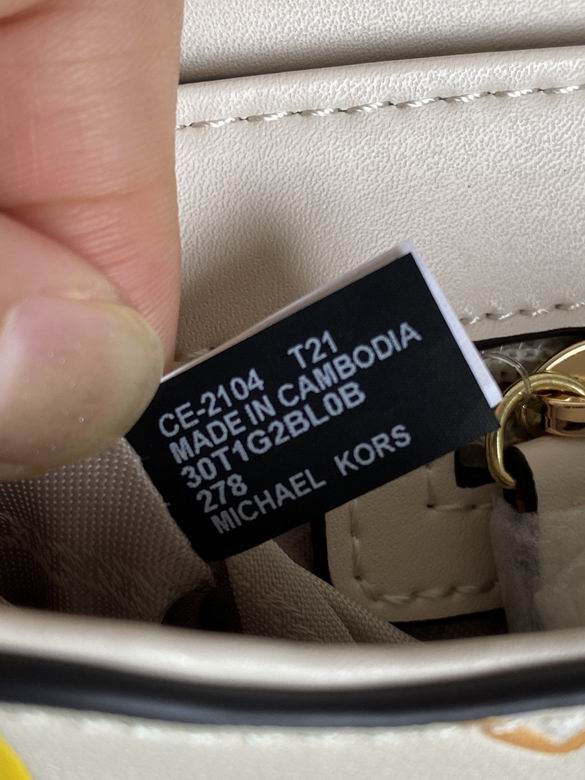 CE-2104 T21
MADE IN CAMBODIA
30T1G2BL0B
278
MICHAEL KORS